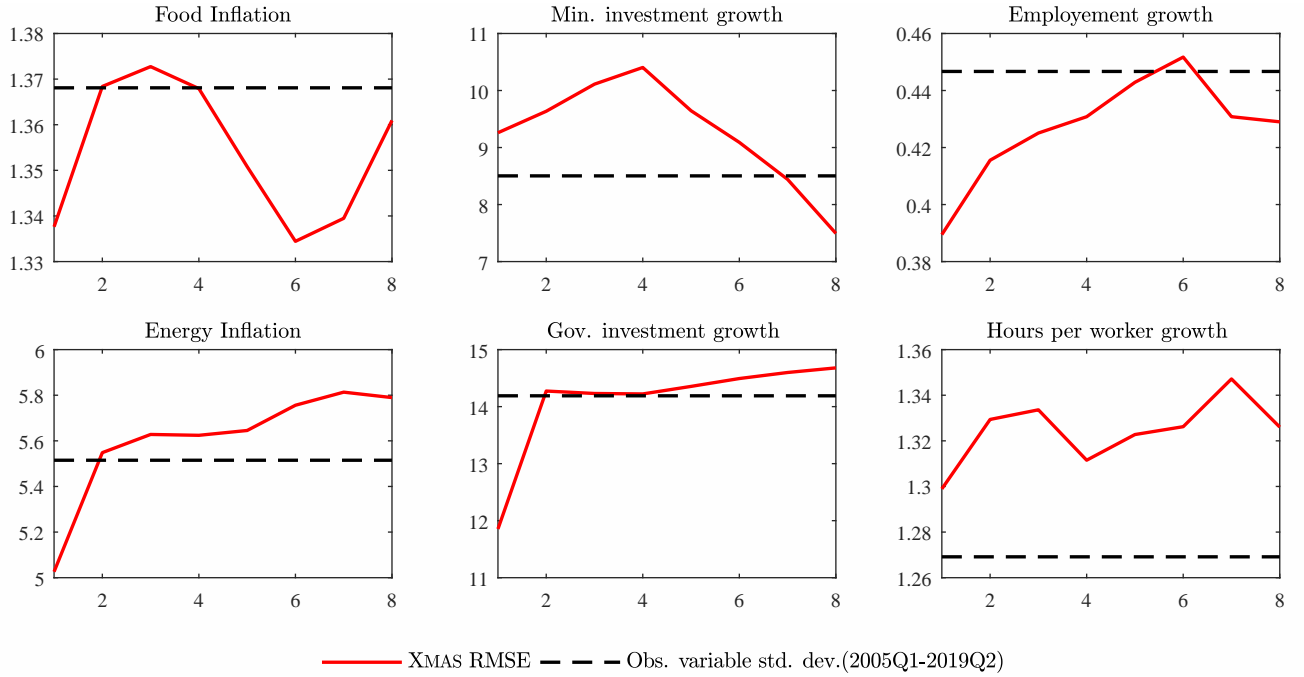 Food Inflation
1.38
1.37
1.36
1.35
1.34
1.33
2 4 6 8
Min. investment growth
11
10
9
8
7
2 4 6 8
Employement growth
0.46
0.44
0.42
0.4
0.38
2 4 6 8
Energy Inflation
6
5.8
5.6
5.4
5.2
5
2 4 6 8
Gov. investment growth
15
14
13
12
11
2 4 6 8
Hours per worker growth
1.36
1.34
1.32
1.3
1.28
1.26
2 4 6 8
XMAS RMSE Obs. variable std. dev.(2005Q1-2019Q2)